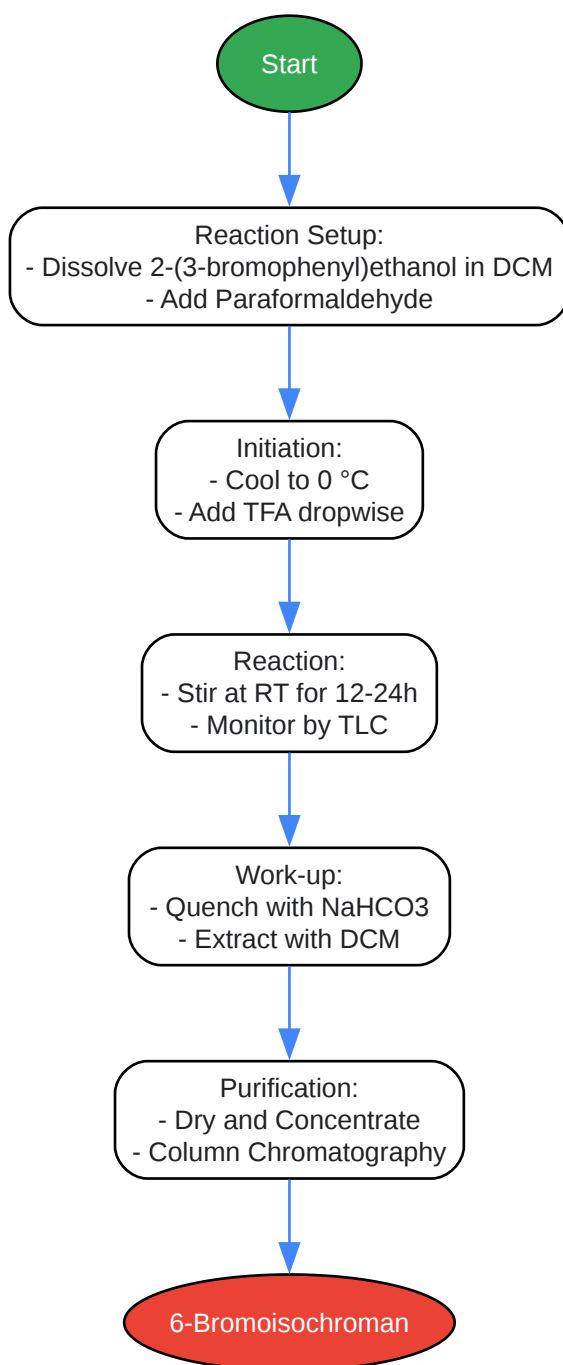 Start
Reaction Setup:
- Dissolve 2-(3-bromophenyl)ethanol in DCM
- Add Paraformaldehyde
Initiation:
- Cool to 0 °C
- Add TFA dropwise
Reaction:
- Stir at RT for 12-24h
- Monitor by TLC
Work-up:
- Quench with NaHCO3
- Extract with DCM
Purification:
- Dry and Concentrate
- Column Chromatography
6-Bromoisochroman